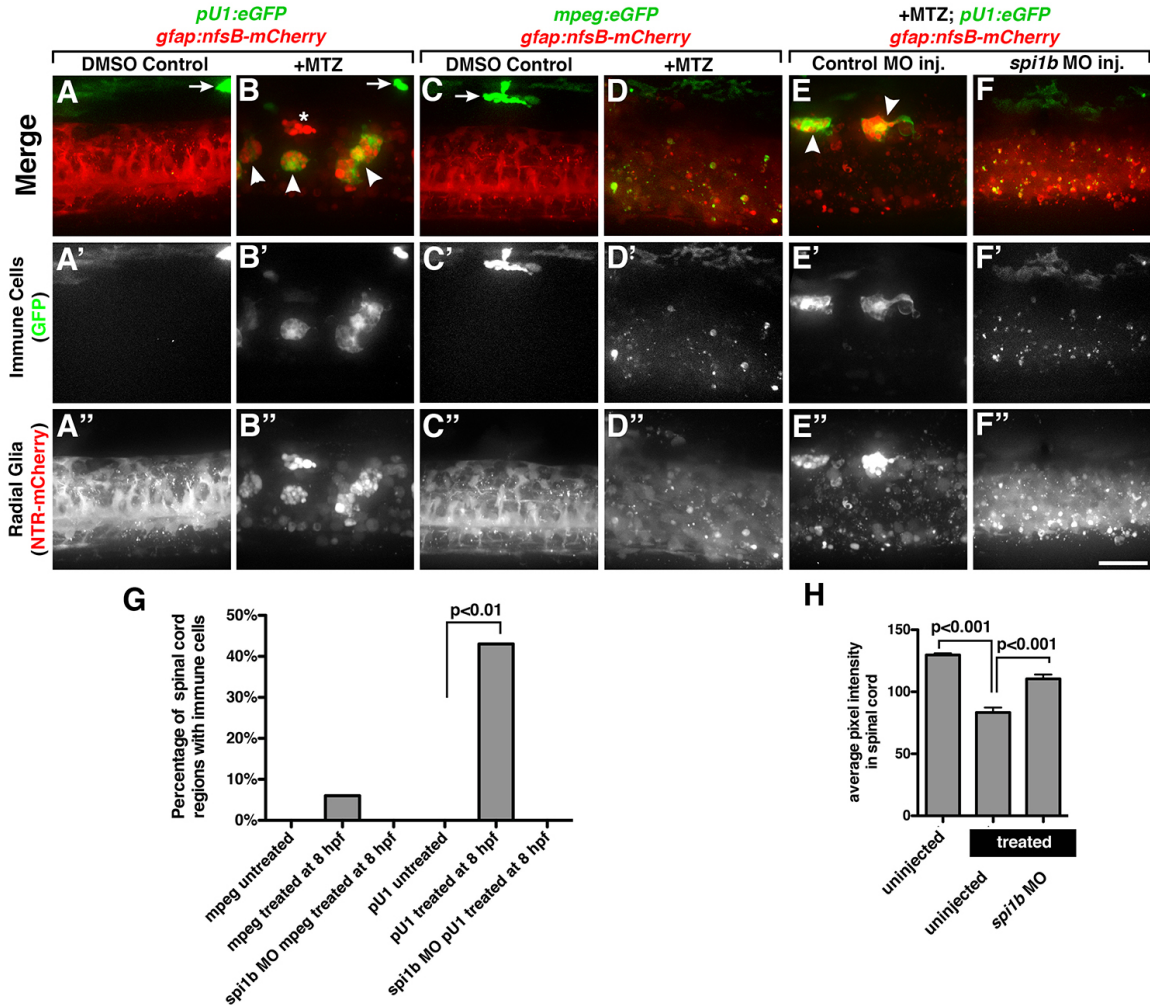 pU1:eGFP
gfap:nfsB-mCherry
mpeg:eGFP
gfap:nfsB-mCherry
+MTZ; pU1:eGFP
gfap:nfsB-mCherry
DMSO Control
+MTZ
DMSO Control
+MTZ
Control MO inj.
spi1b MO inj.
Merge
A
B
*
C
D
E
F
Immune Cells
(GFP)
A’
B’
C’
D’
E’
F’
Radial Glia
(NTR-mCherry)
A”
B”
C”
D”
E”
F”
G
Percentage of spinal cord
regions with immune cells
50%
40%
30%
20%
10%
0%
p<0.01
mpeg untreated
mpeg treated at 8 hpf
spi1b MO mpeg treated at 8 hpf
pU1 untreated
pU1 treated at 8 hpf
spi1b MO pU1 treated at 8 hpf
H
average pixel intensity
in spinal cord
150
100
50
0
p<0.001
p<0.001
treated
uninjected
uninjected
spi1b MO